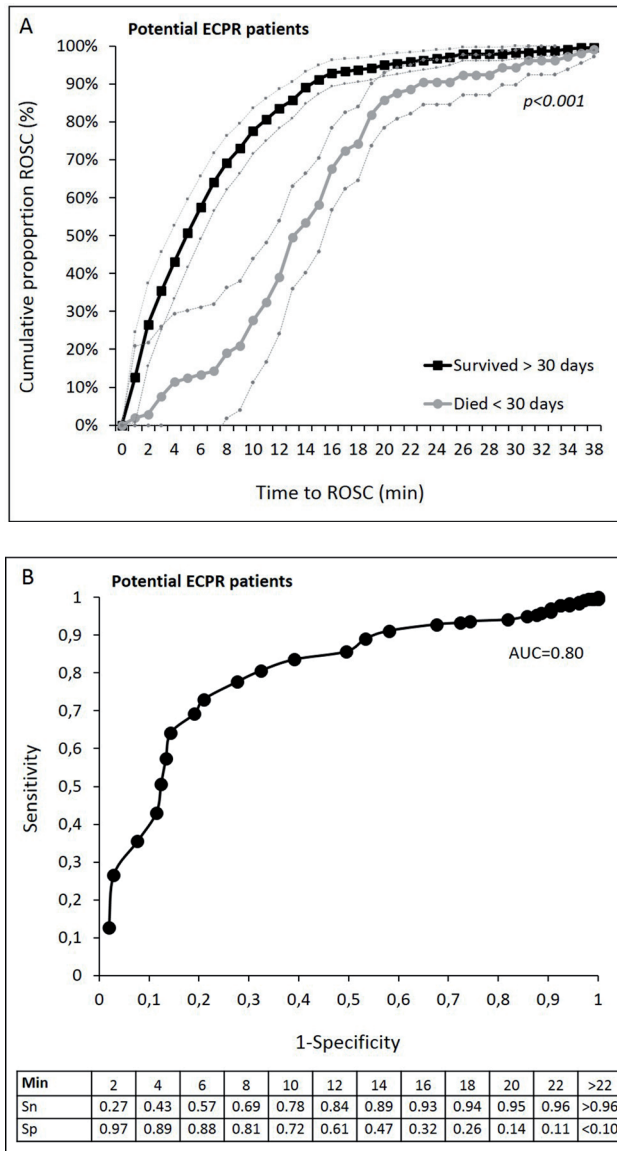 A
Potential ECPR patients
100%
90%
80%
70%
60%
50%
40%
30%
20%
10%
0%
Cumulative propoprtion ROSC (%)
p<0.001
Survived > 30 days
Died < 30 days
0 2 4 6 8 10 12 14 16 18 20 22 24 26 28 30 32 34 38
Time to ROSC (min)
B
Potential ECPR patients
1
0,9
0,8
0,7
0,6
0,5
0,4
0,3
0,2
0,1
0
Sensitivity
AUC=0.80
0 0,1 0,2 0,3 0,4 0,5 0,6 0,7 0,8 0,9 1
1-Specificity
Min 2 4 6 8 10 12 14 16 18 20 22 >22
Sn 0.27 0.43 0.57 0.69 0.78 0.84 0.89 0.93 0.94 0.95 0.96 >0.96
Sp 0.97 0.89 0.88 0.81 0.72 0.61 0.47 0.32 0.26 0.14 0.11 <0.10